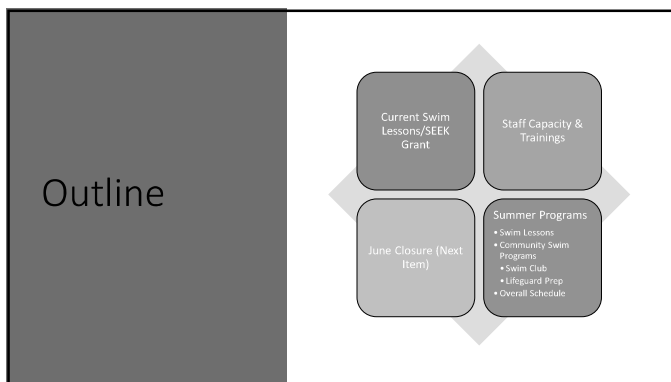 Outline
Current Swim
Lessons/SEEK
Grant
Staff Capacity &
Trainings
June Closure (Next
Item)
Summer Programs
• Swim Lessons
• Community Swim
Programs
• Swim Club
• Lifeguard Prep
• Overall Schedule